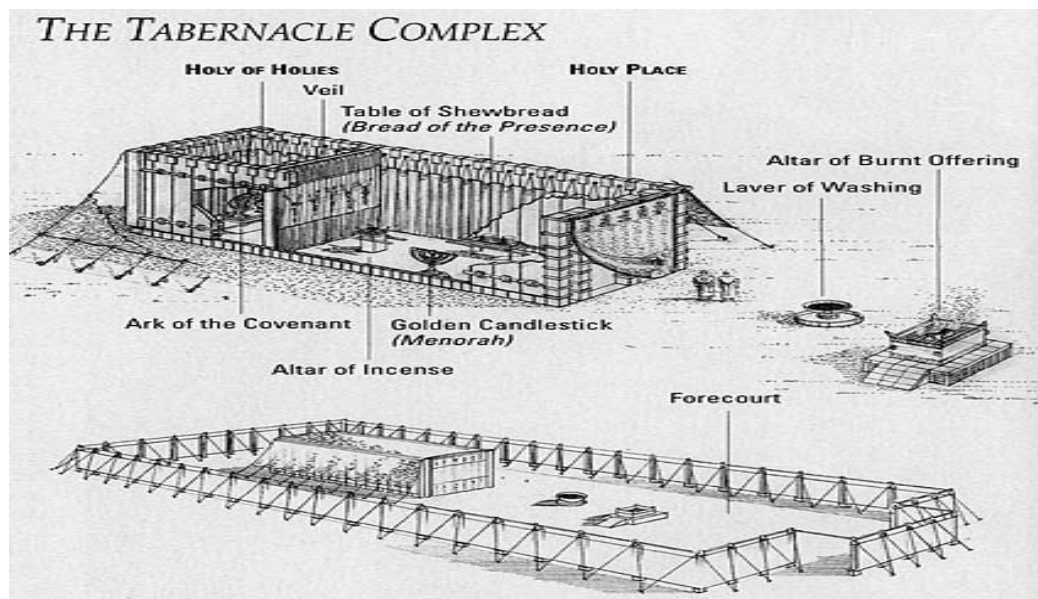 THE TABERNACLE COMPLEX
HOLY OF HOLIES
Veil
HOLY PLACE
Table of Shewbread
(Bread of the Presence)
Altar of Burnt Offering
Laver of Washing
Ark of the Covenant
Golden Candlestick
(Menorah)
Altar of Incense
Forecourt